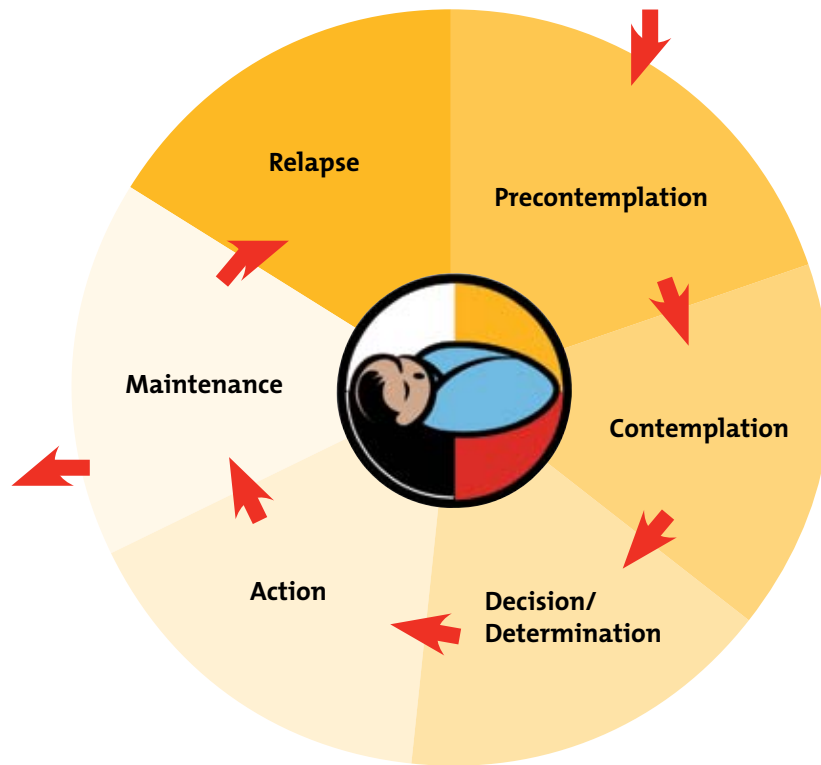 Relapse
Precontemplation
Maintenance
Contemplation
Action
Decision/
Determination